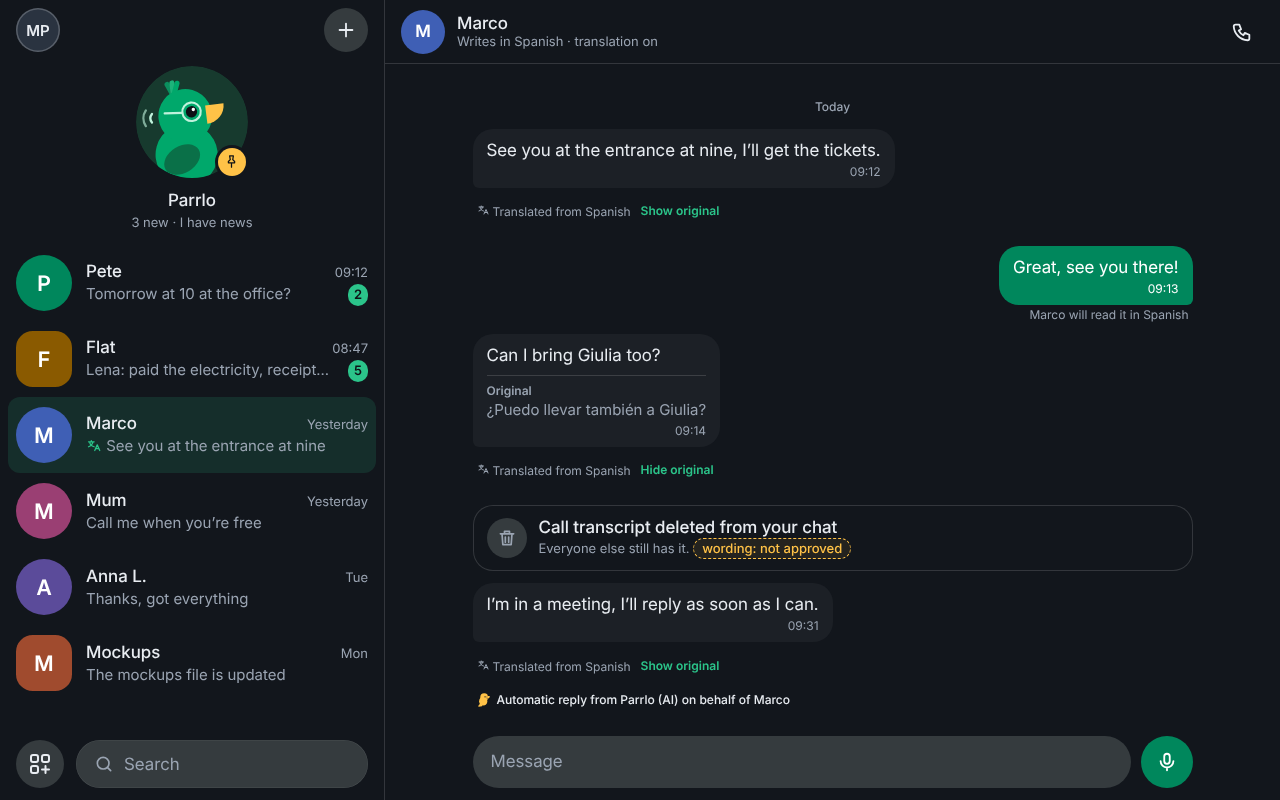 MP
Parrlo
3 new · I have news
P
Pete
09:12
Tomorrow at 10 at the office?
2
F
Flat
08:47
Lena: paid the electricity, receipt...
5
M
Marco
Yesterday
See you at the entrance at nine
M
Mum
Yesterday
Call me when you’re free
A
Anna L.
Tue
Thanks, got everything
M
Mockups
Mon
The mockups file is updated
Search
M
Marco
Writes in Spanish · translation on
Today
See you at the entrance at nine, I’ll get the tickets.
09:12
Translated from Spanish Show original
Great, see you there!
09:13
Marco will read it in Spanish
Can I bring Giulia too?
Original
¿Puedo llevar también a Giulia?
09:14
Translated from Spanish Hide original
Call transcript deleted from your chat
Everyone else still has it. wording: not approved
I’m in a meeting, I’ll reply as soon as I can.
09:31
Translated from Spanish Show original
Automatic reply from Parrlo (AI) on behalf of Marco
Message